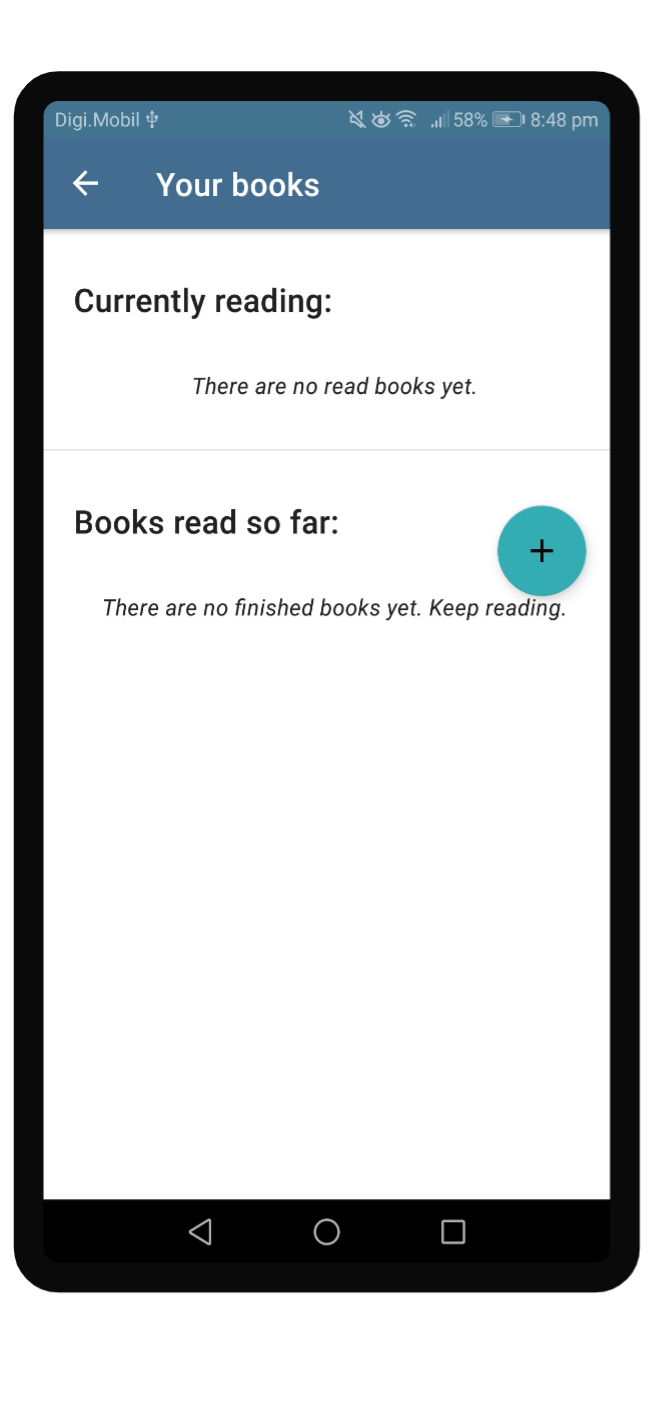 Digi.Mobil 58% 8:48 pm
Your books
Currently reading:
There are no read books yet.
Books read so far:
+
There are no finished books yet. Keep reading.